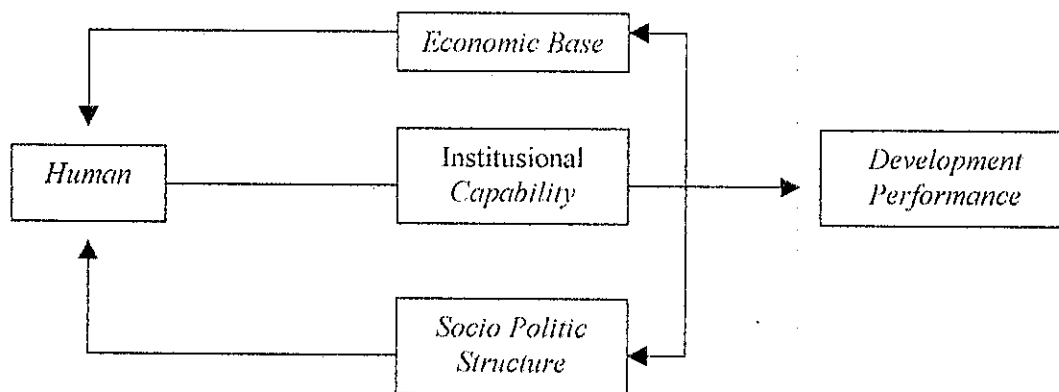 Economic Base
Human
Institusional
Capability
Development
Performance
Socio Politic
Structure